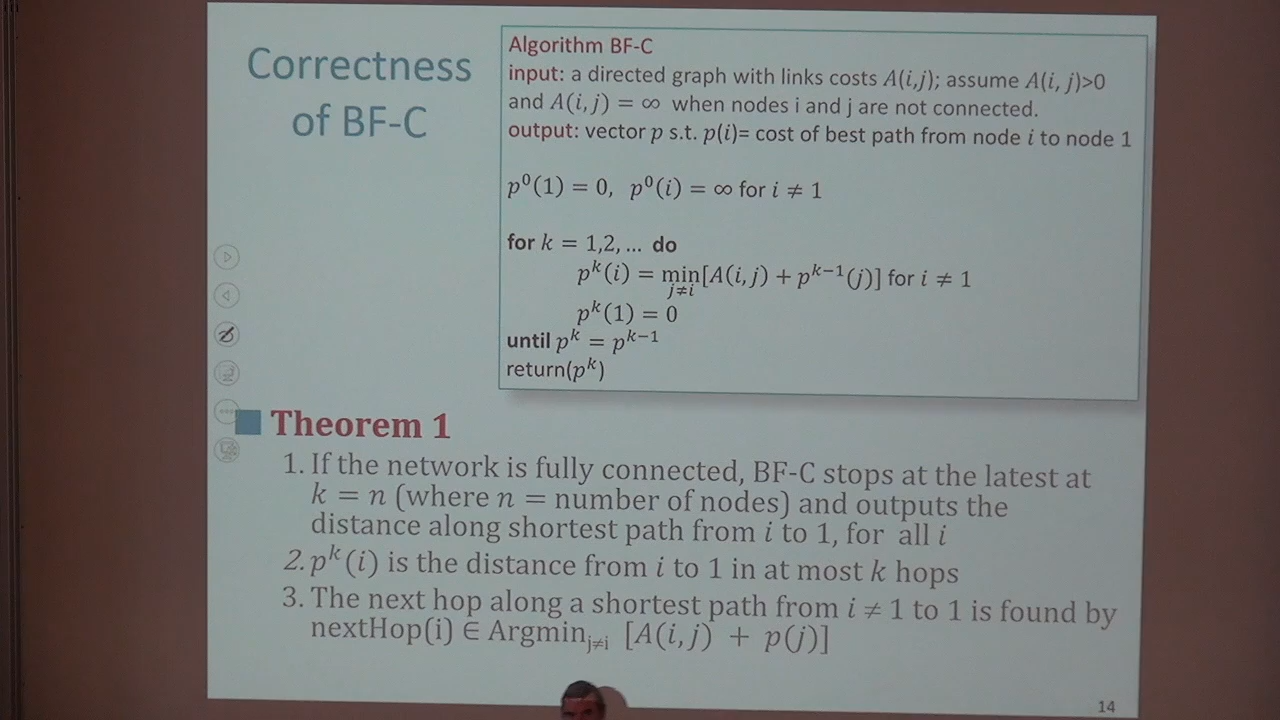 Correctness
of BF-C
Algorithm BF-C
input: a directed graph with links costs A(i,j); assume A(i, j)>0
and A(i, j) = ∞ when nodes i and j are not connected.
output: vector p s.t. p(i)= cost of best path from node i to node 1
p⁰(1) = 0, p⁰(i) = ∞ for i ≠ 1
for k = 1,2, ... do
pᵏ(i) = min_{j≠i}[A(i,j) + pᵏ⁻¹(j)] for i ≠ 1
pᵏ(1) = 0
until pᵏ = pᵏ⁻¹
return(pᵏ)
Theorem 1
1. If the network is fully connected, BF-C stops at the latest at
k = n (where n = number of nodes) and outputs the
distance along shortest path from i to 1, for all i
2. pᵏ(i) is the distance from i to 1 in at most k hops
3. The next hop along a shortest path from i ≠ 1 to 1 is found by
nextHop(i) ∈ Argmin_{j≠i} [A(i,j) + p(j)]
14